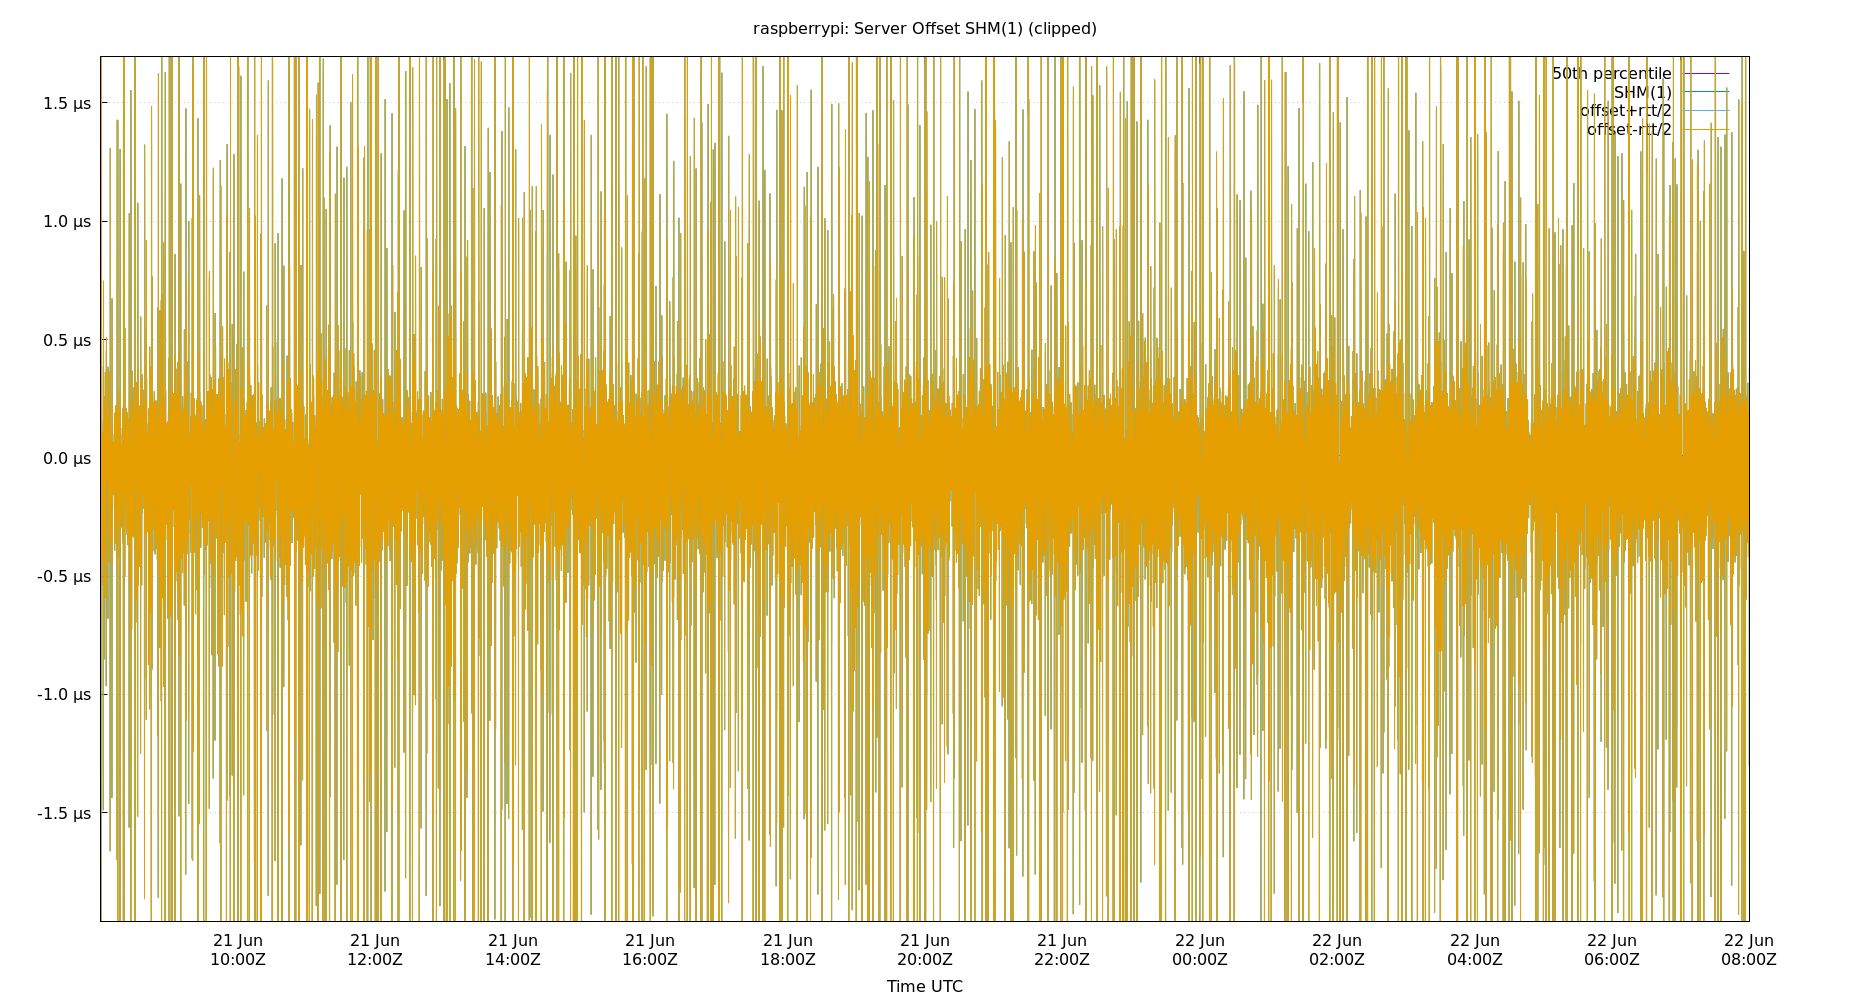 raspberrypi: Server Offset SHM(1) (clipped)
50th percentile
SHM(1)
offset+rtt/2
offset-rtt/2
1.5 µs
1.0 µs
0.5 µs
0.0 µs
-0.5 µs
-1.0 µs
-1.5 µs
21 Jun 21 Jun 21 Jun 21 Jun 21 Jun 21 Jun 21 Jun 22 Jun 22 Jun 22 Jun 22 Jun 22 Jun
10:00Z 12:00Z 14:00Z 16:00Z 18:00Z 20:00Z 22:00Z 00:00Z 02:00Z 04:00Z 06:00Z 08:00Z
Time UTC